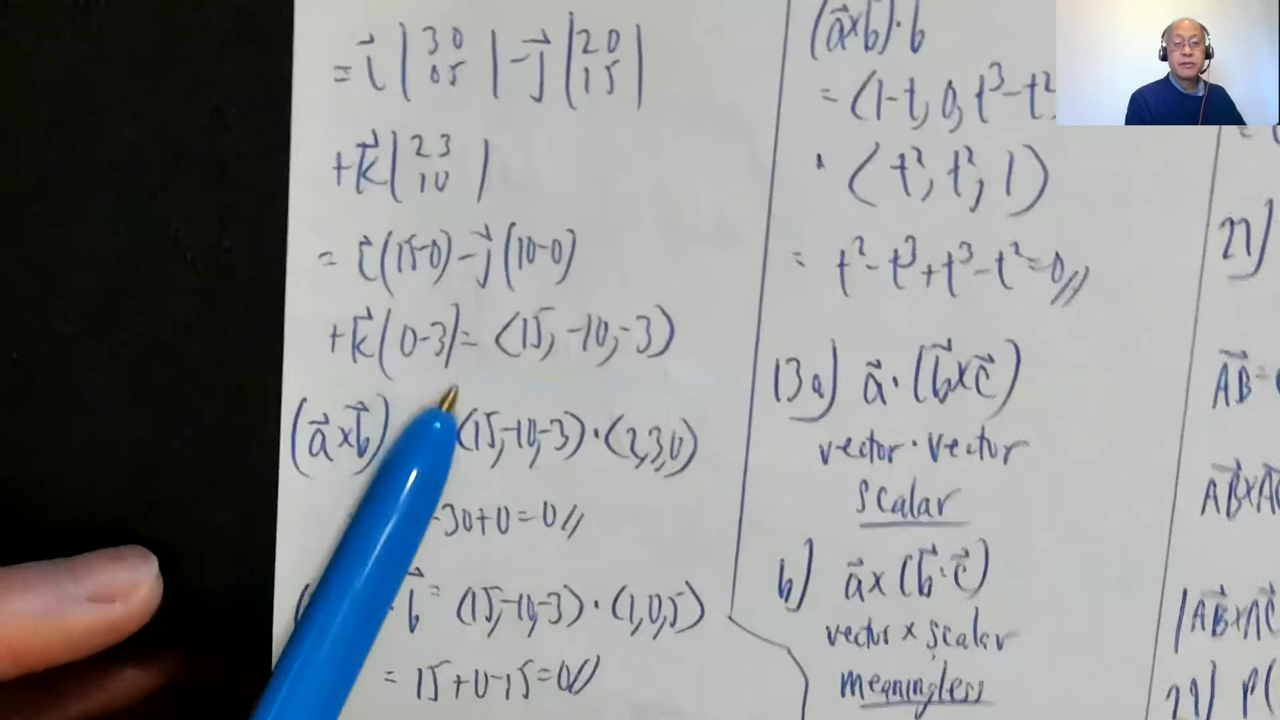 = i⃗ | 3 0 | - j⃗ | 2 0 |
0 5 1 5
+ k⃗ | 2 3 |
1 0
= i⃗(15-0) - j⃗(10-0)
+ k⃗(0-3) = ⟨15, -10, -3⟩
(a⃗×b⃗) ⟨15, -10, -3⟩ · ⟨2, 3, 0⟩
-30+0=0//
· b⃗ = ⟨15, -10, -3⟩ · ⟨1, 0, 5⟩
= 15+0-15=0//
(a⃗×b⃗)·b
= ⟨1-t, 0, t³-t²
· ⟨t², t², 1⟩
= t²-t³+t³-t²=0//
13a) a⃗·(b⃗×c⃗)
vector · vector
scalar
b) a⃗×(b⃗·c⃗)
vector × scalar
meaningless
27)
AB⃗ =
AB⃗×AC
|AB⃗×AC⃗
29) P(